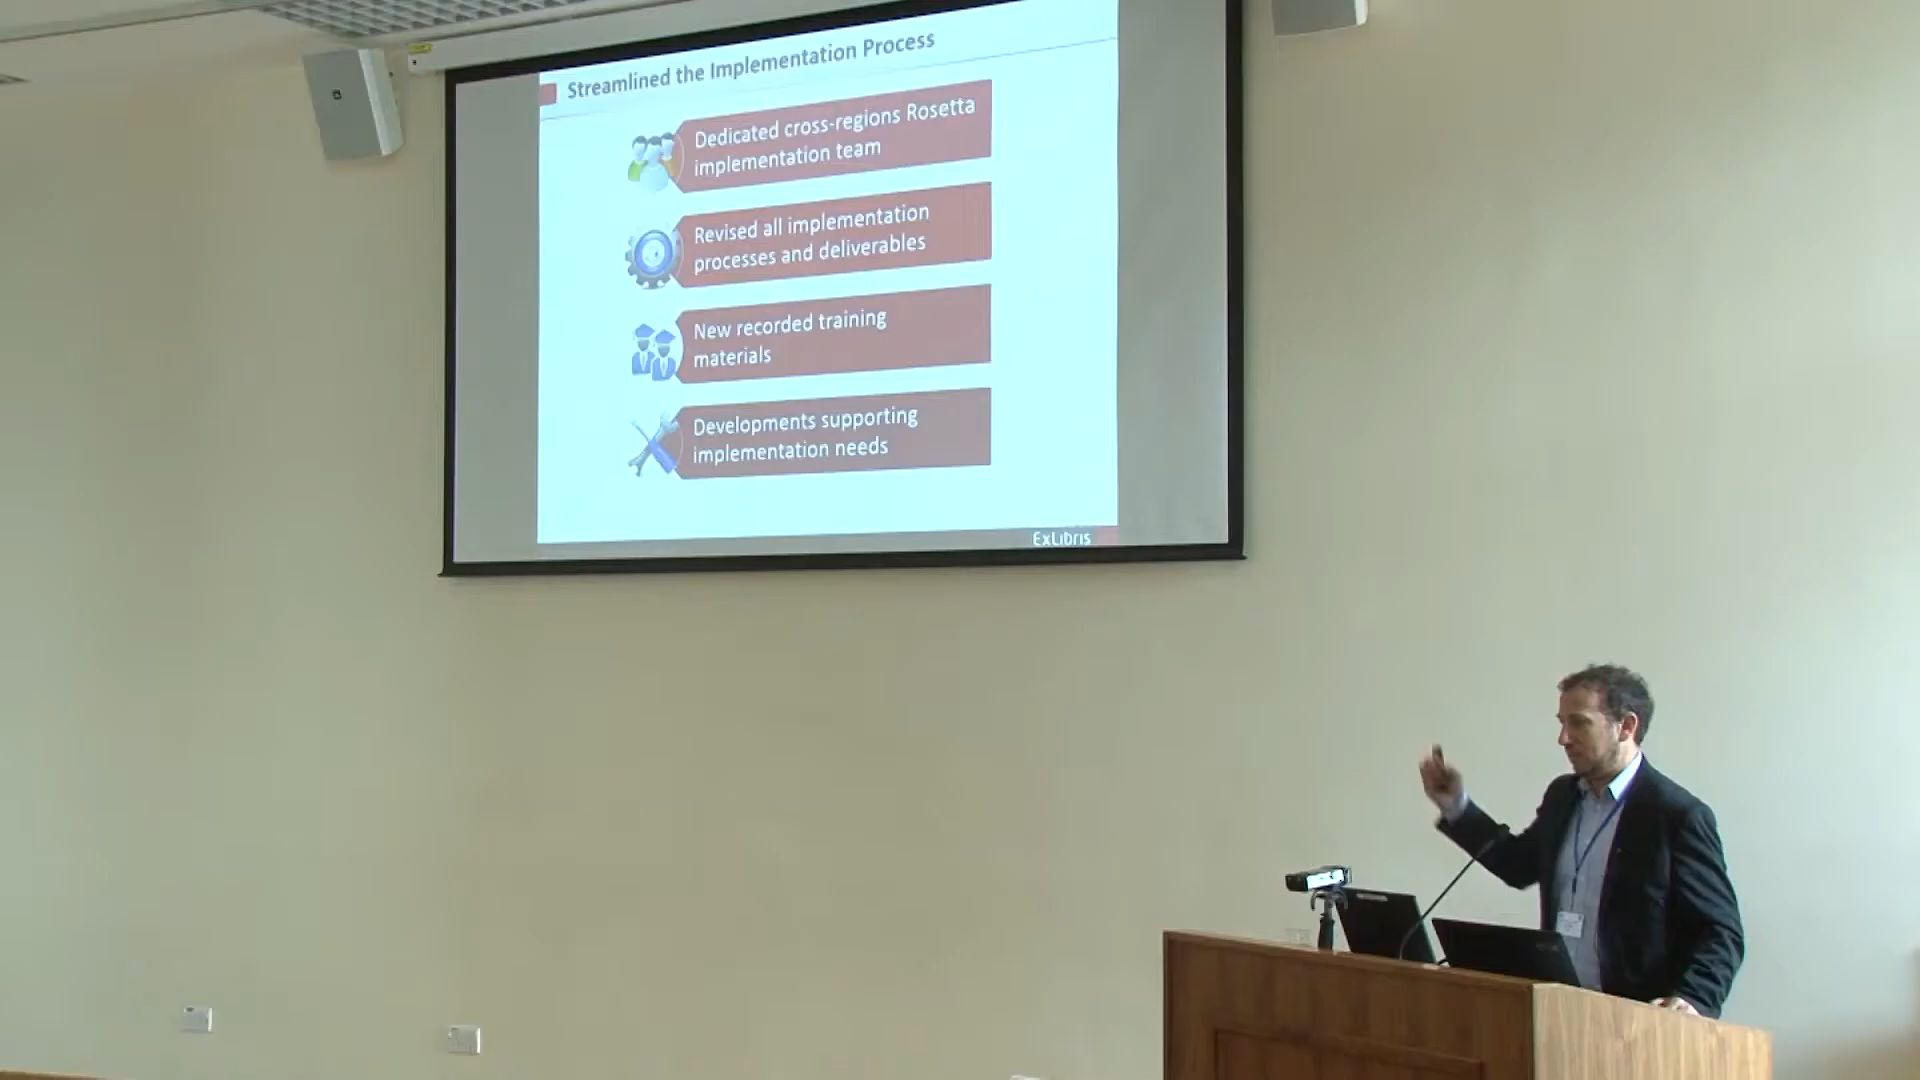 Streamlined the Implementation Process
Dedicated cross-regions Rosetta
implementation team
Revised all implementation
processes and deliverables
New recorded training
materials
Developments supporting
implementation needs
ExLibris